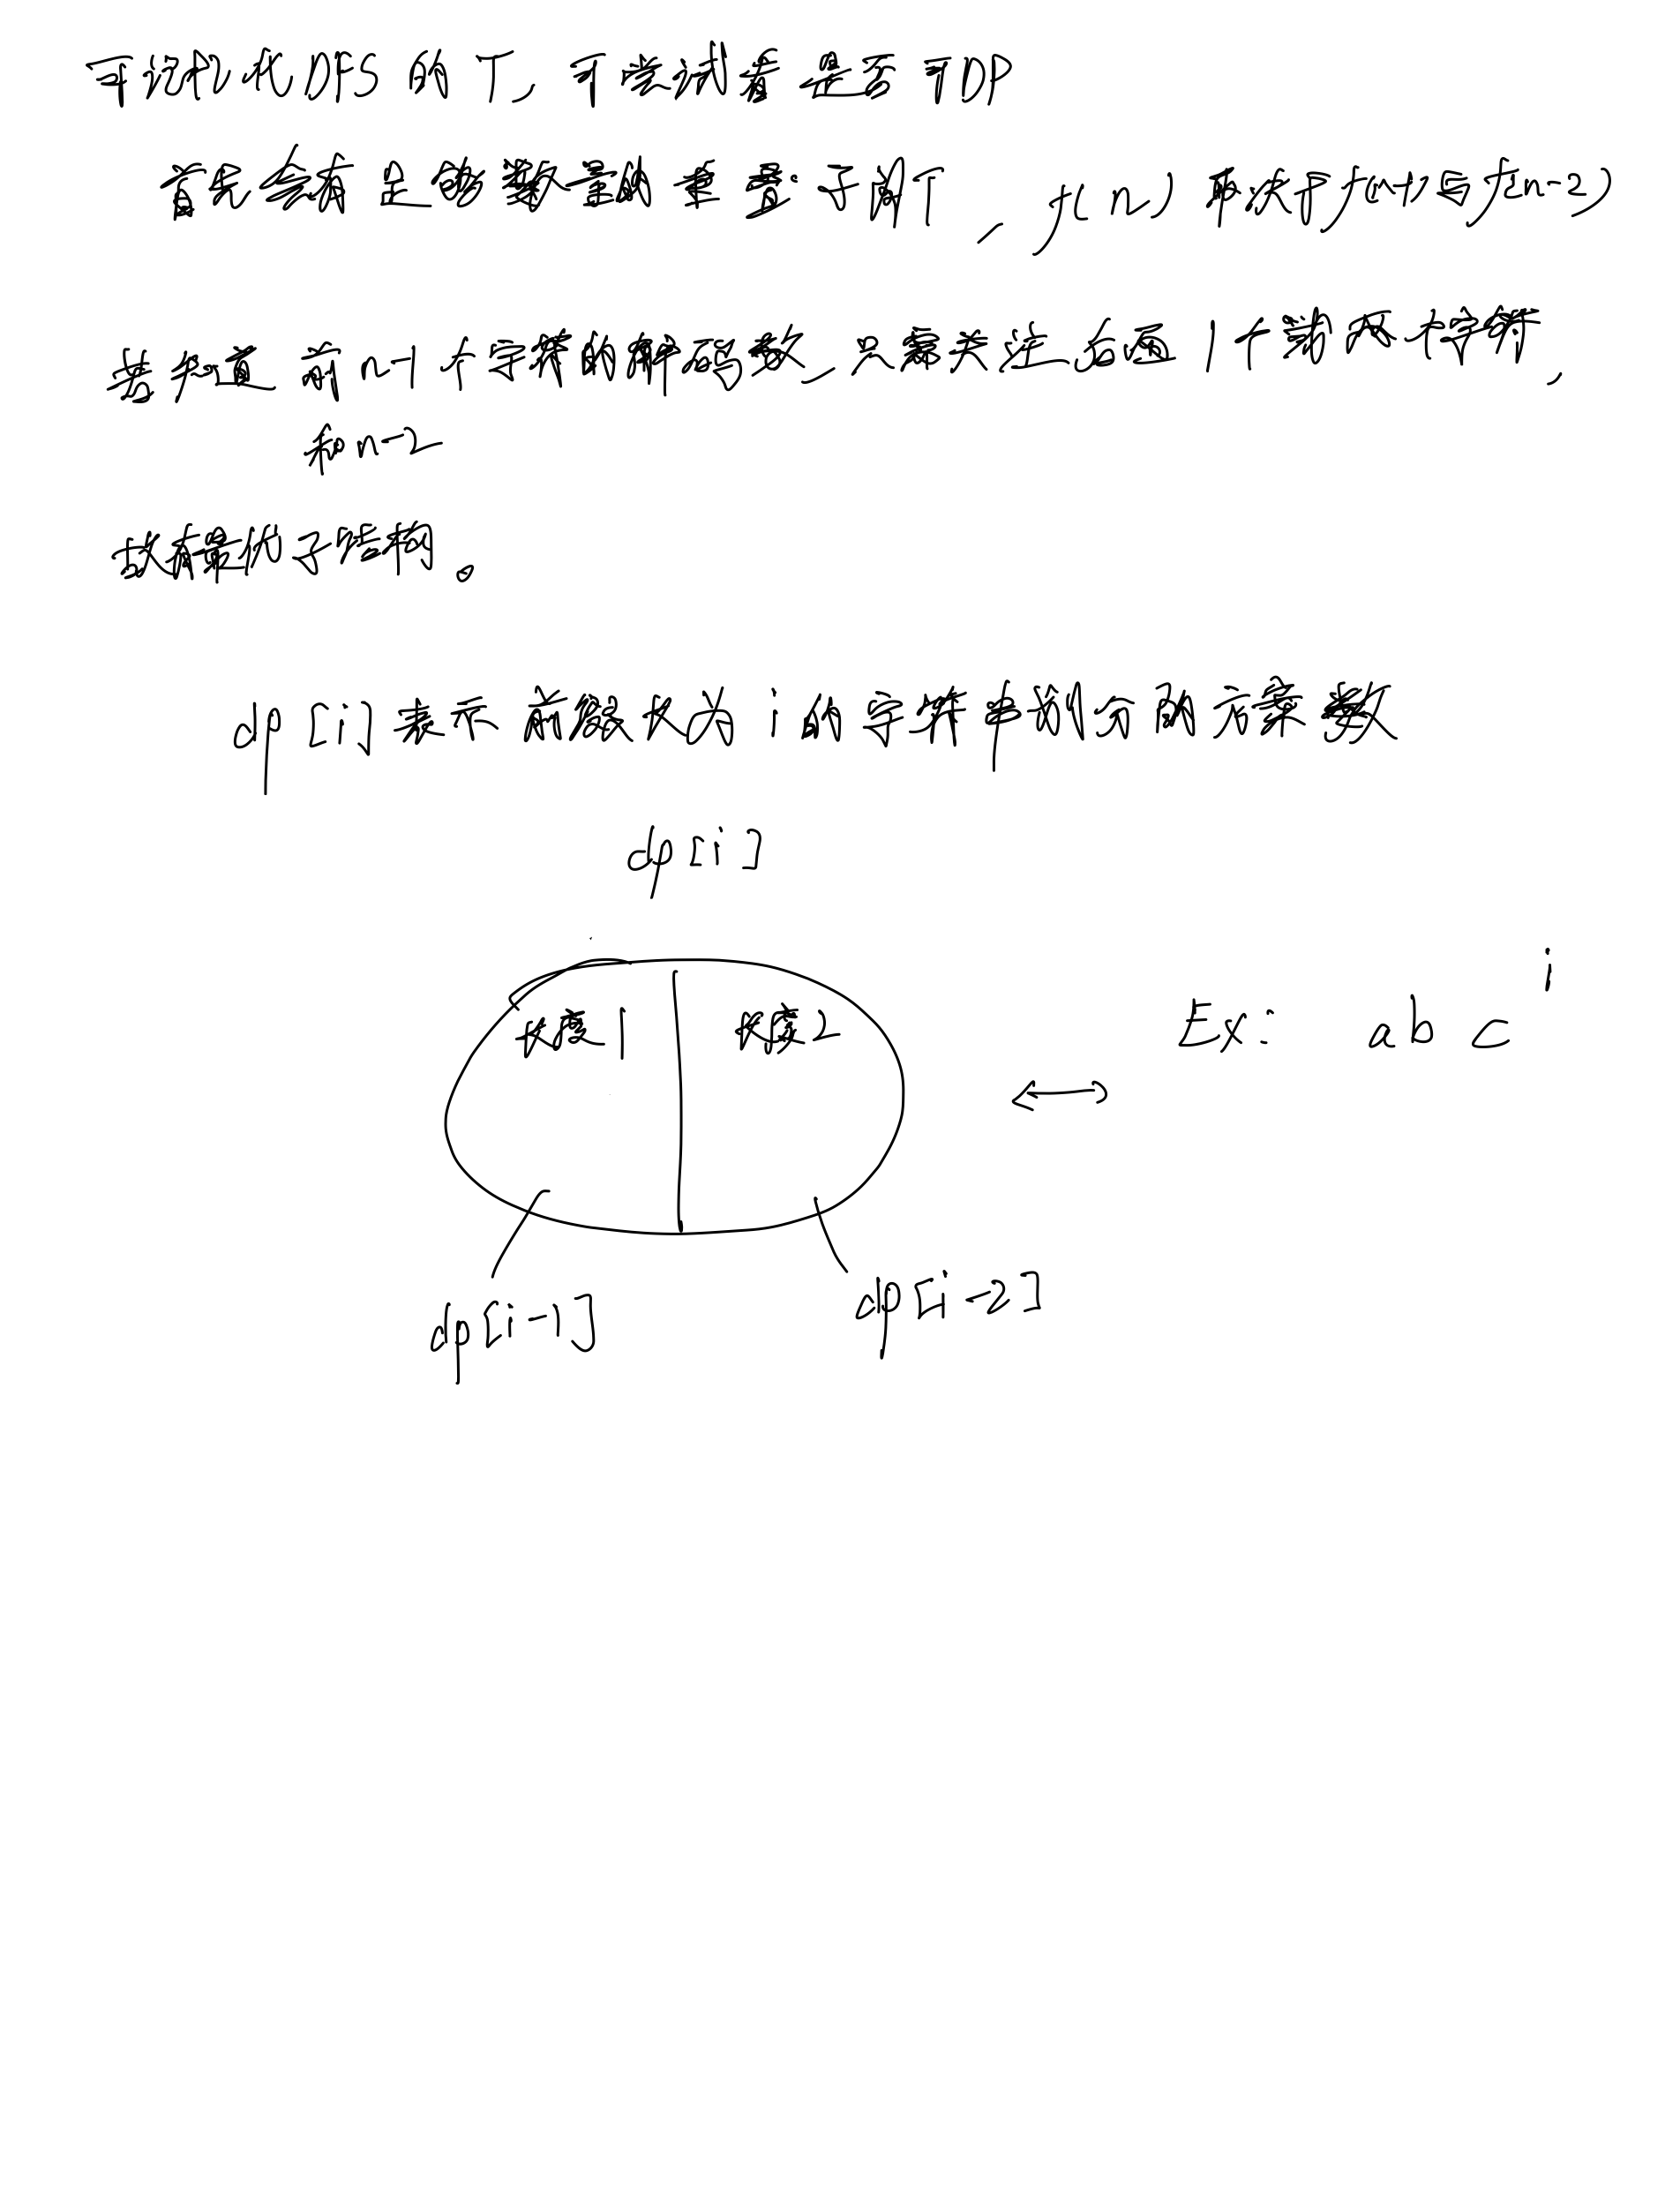 可记忆化DFS的T,可尝试看是否可DP
首先会有足够数量的重叠子问T,f(n)取决于f(n-1)与f(n-2)
若知道前n-1个字符的解码数,只需关注后面1个或两个字符,
和n-2
故有最优子结构。
dp[i]表示前缀长为i的字符串划分的方案数
dp[i]
长度1 长度2
Ex: ab c i
dp[i-1] dp[i-2]